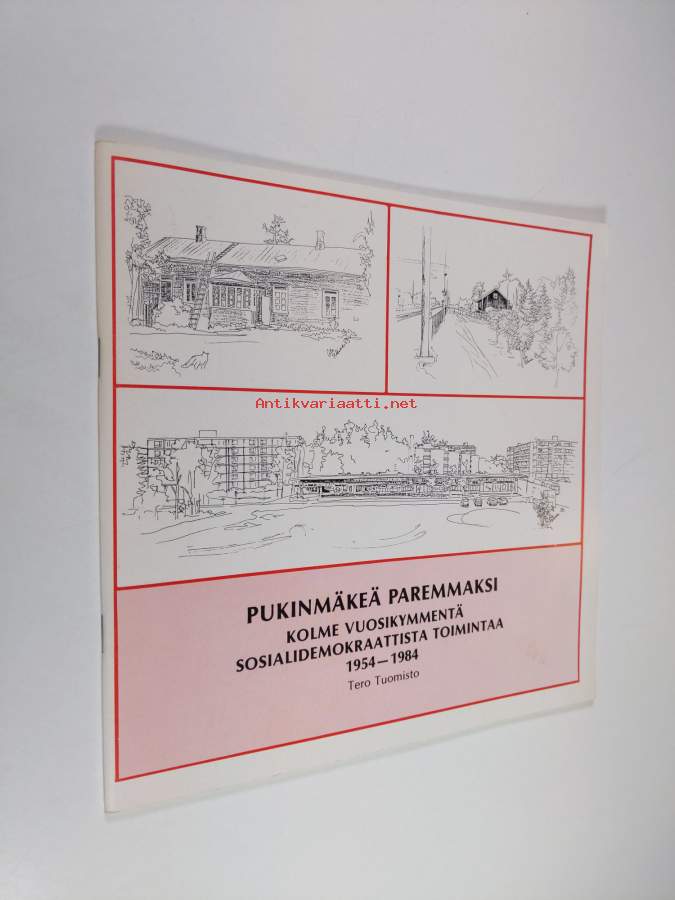 Antikvariaatti.net
PUKINMÄKEÄ PAREMMAKSI
KOLME VUOSIKYMMENTÄ
SOSIALIDEMOKRAATTISTA TOIMINTAA
1954—1984
Tero Tuomisto